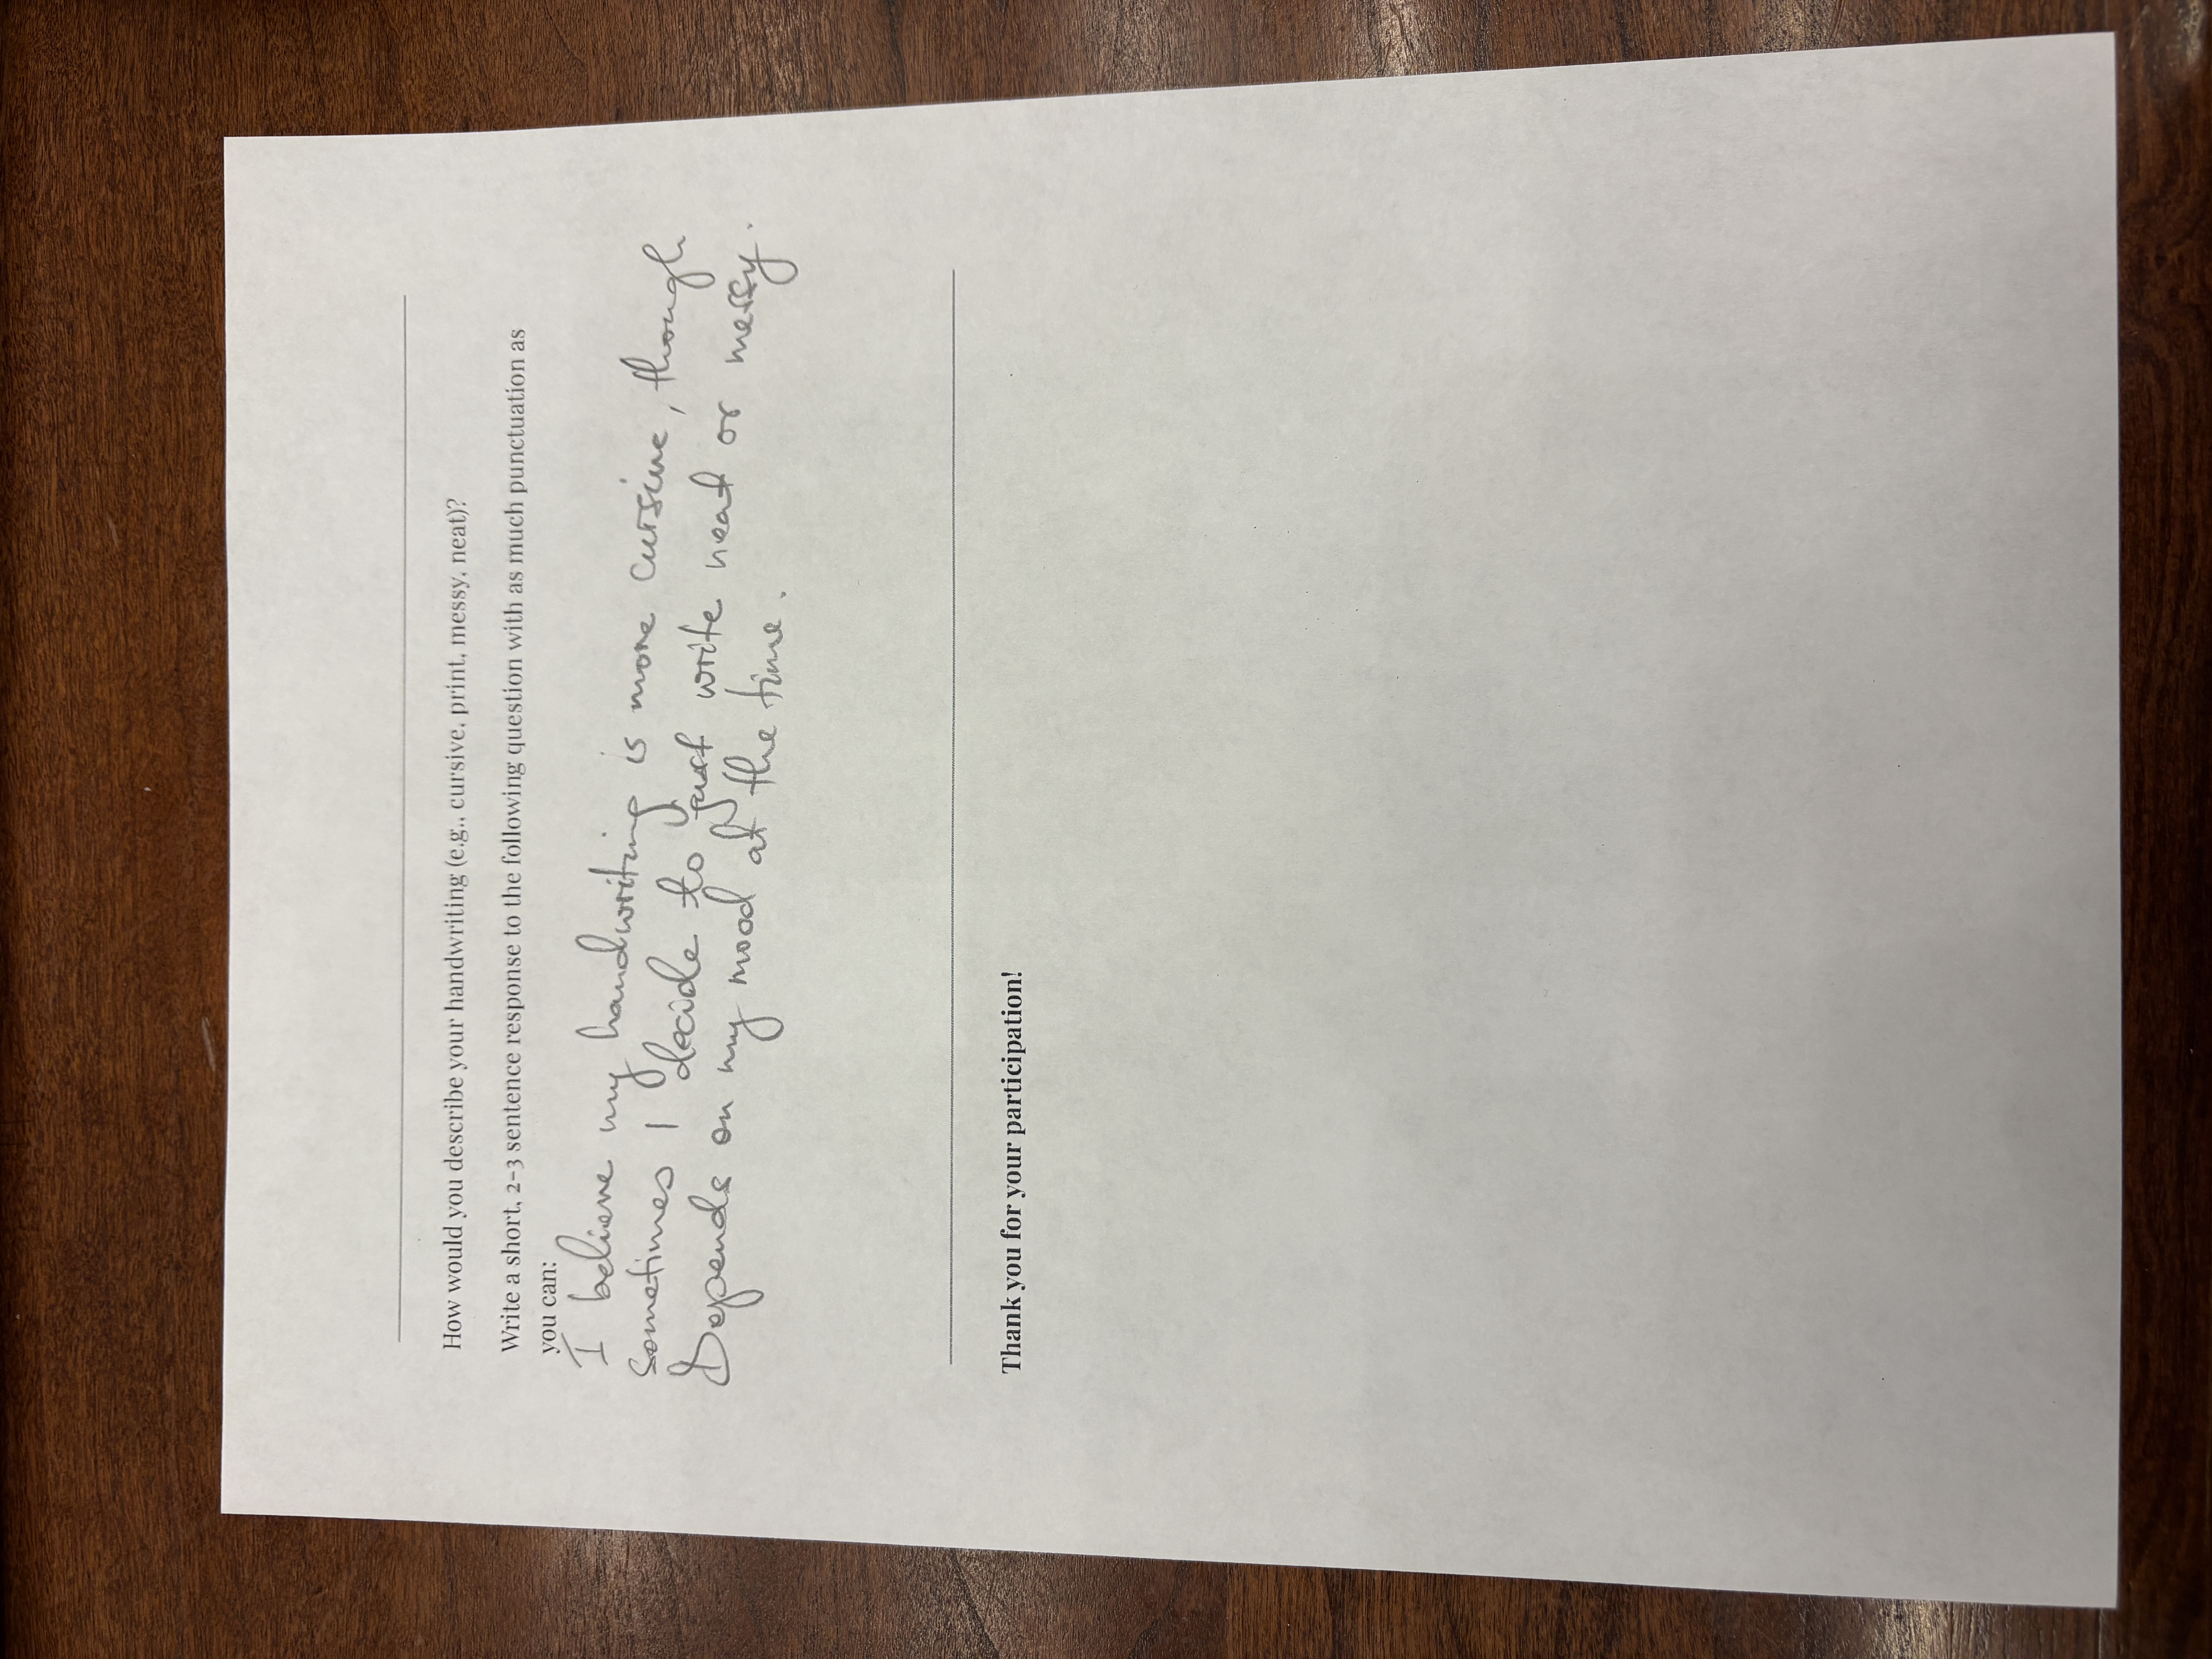 How would you describe your handwriting (e.g., cursive, print, messy, neat)?
Write a short, 2-3 sentence response to the following question with as much punctuation as
you can:
I believe my handwriting is more cursive, though
sometimes I decide to just write neat or messy.
Depends on my mood at the time.
Thank you for your participation!